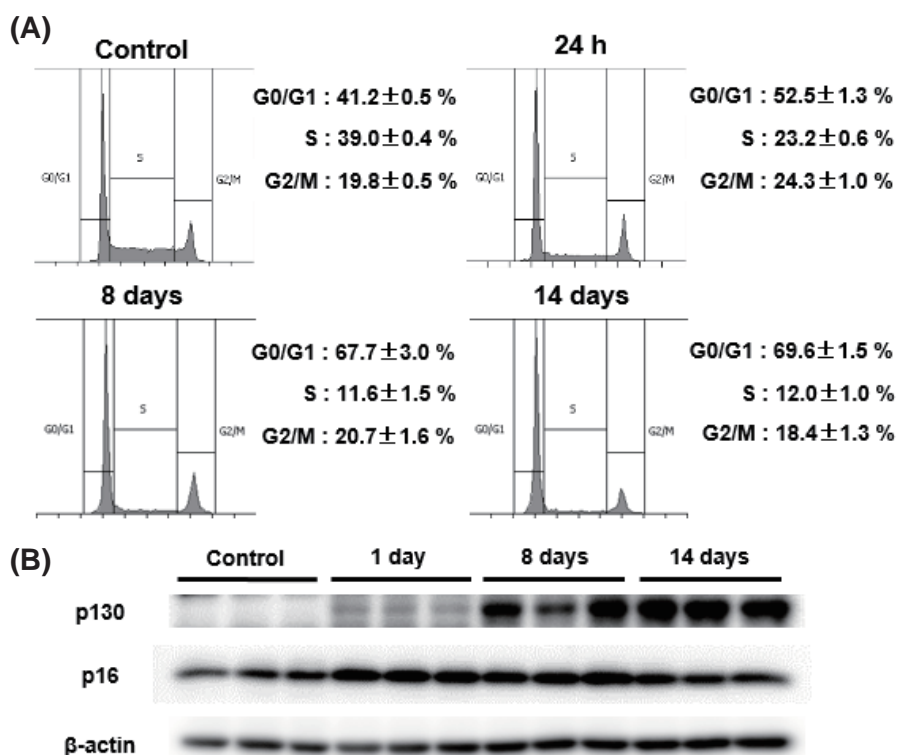 (A)
Control
G0/G1
S
G2/M
G0/G1 : 41.2±0.5 %
S : 39.0±0.4 %
G2/M : 19.8±0.5 %
24 h
G0/G1
S
G2/M
G0/G1 : 52.5±1.3 %
S : 23.2±0.6 %
G2/M : 24.3±1.0 %
8 days
G0/G1
S
G2/M
G0/G1 : 67.7±3.0 %
S : 11.6±1.5 %
G2/M : 20.7±1.6 %
14 days
G0/G1
S
G2/M
G0/G1 : 69.6±1.5 %
S : 12.0±1.0 %
G2/M : 18.4±1.3 %
(B)
Control 1 day 8 days 14 days
p130
p16
β-actin